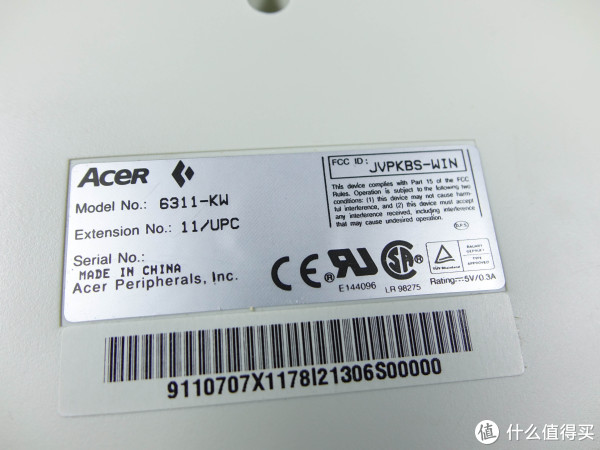 ACER
Model No.: 6311-KW
Extension No.: 11/UPC
Serial No.:
MADE IN CHINA
Acer Peripherals, Inc.
FCC ID: JVPKBS-WIN
This device complies with Part 15 of the FCC
Rules. Operation is subject to the following two
conditions: (1) this device may not cause harm-
ful interference, and (2) this device must accept
any interference received, including interference
that may cause undesired operation.
CE
E144096
LR 98275
Rating⎓5V/0.3A
9110707X1178I21306S00000
值 什么值得买